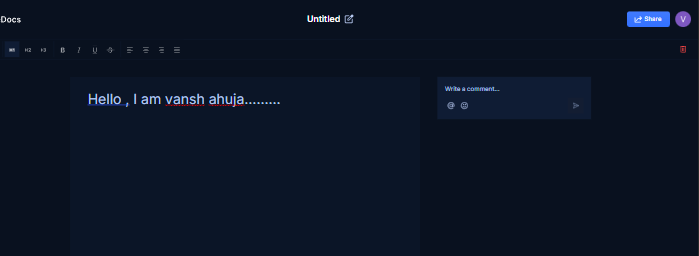 Docs
Untitled
Share
V
H1 H2 H3 B I U S
Hello , I am vansh ahuja.........
Write a comment...
@